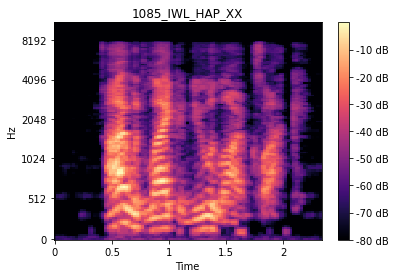 1085_IWL_HAP_XX
8192
4096
2048
1024
512
0
Hz
0
0.5
1
1.5
2
Time
-10 dB
-20 dB
-30 dB
-40 dB
-50 dB
-60 dB
-70 dB
-80 dB